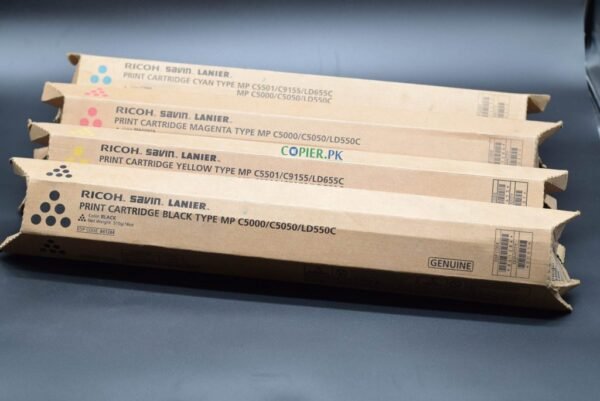 RICOH savin LANIER
PRINT CARTRIDGE CYAN TYPE MP C5501/C9155/LD655C
MP C5000/C5050/LD550C
RICOH savin LANIER
PRINT CARTRIDGE MAGENTA TYPE MP C5000/C5050/LD550C
COPIER.PK
RICOH savin LANIER
PRINT CARTRIDGE YELLOW TYPE MP C5501/C9155/LD655C
RICOH savin LANIER
PRINT CARTRIDGE BLACK TYPE MP C5000/C5050/LD550C
Color: BLACK
GENUINE